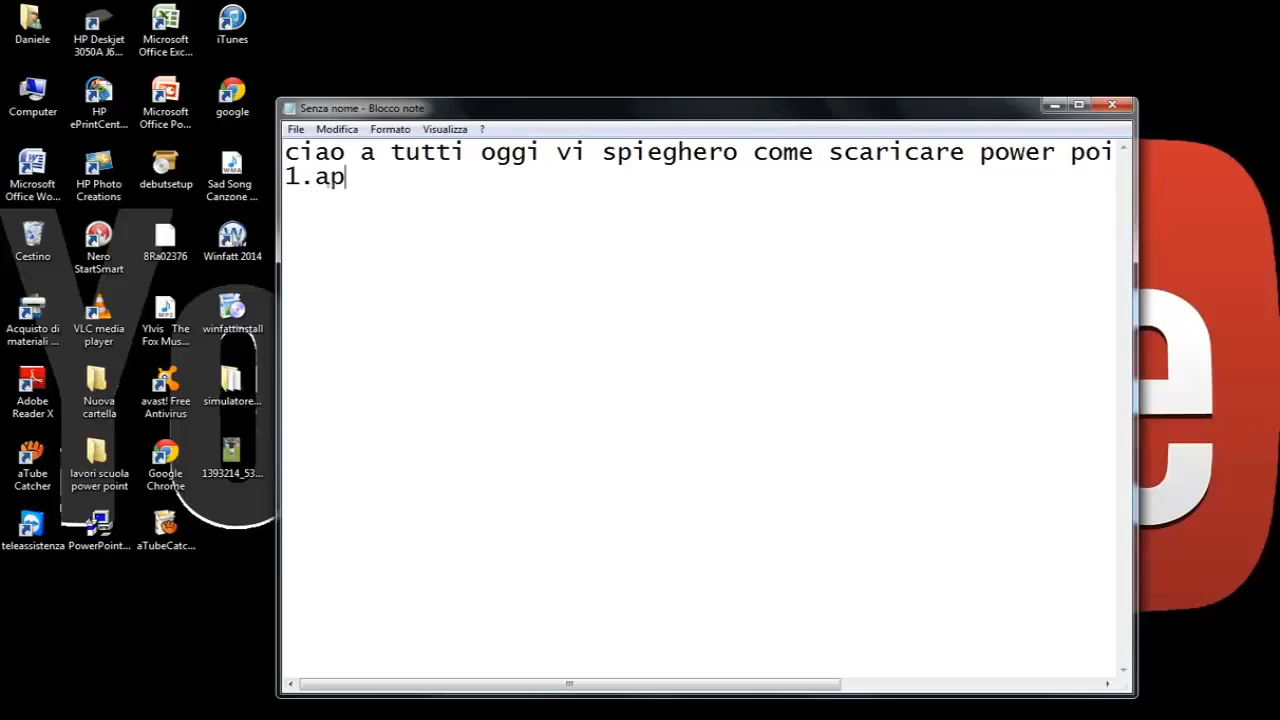 Daniele
HP Deskjet
3050A J6...
Microsoft
Office Exc...
iTunes
Computer
HP
ePrintCent...
Microsoft
Office Po...
google
Microsoft
Office Wo...
HP Photo
Creations
debutsetup
Sad Song
Canzone ...
Cestino
Nero
StartSmart
8Ra02376
Winfatt 2014
Acquisto di
materiali ...
VLC media
player
Ylvis The
Fox Mus...
winfattinstall
Adobe
Reader X
Nuova
cartella
avast! Free
Antivirus
simulatore...
aTube
Catcher
lavori scuola
power point
Google
Chrome
1393214_53...
teleassistenza
PowerPoint...
aTubeCatc...
Senza nome - Blocco note
File Modifica Formato Visualizza ?
ciao a tutti oggi vi spieghero come scaricare power poi
1.ap
Yo
e